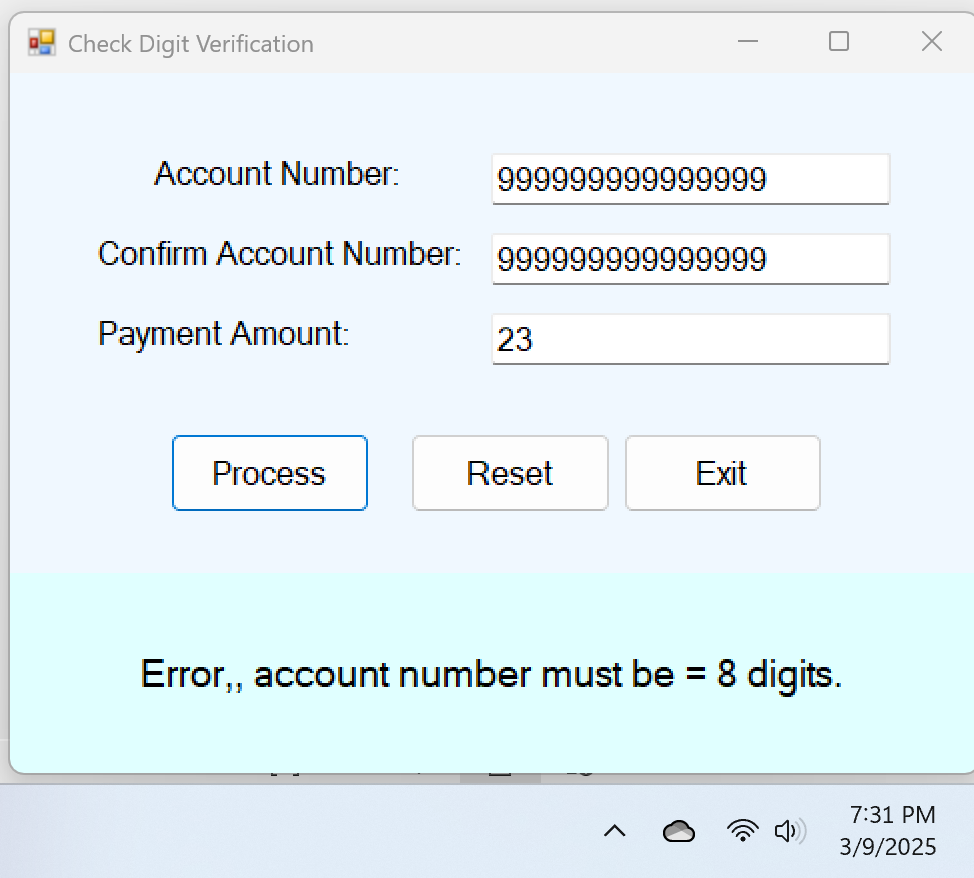 Check Digit Verification
Account Number: 999999999999999
Confirm Account Number: 999999999999999
Payment Amount: 23
Process Reset Exit
Error,, account number must be = 8 digits.
7:31 PM
3/9/2025